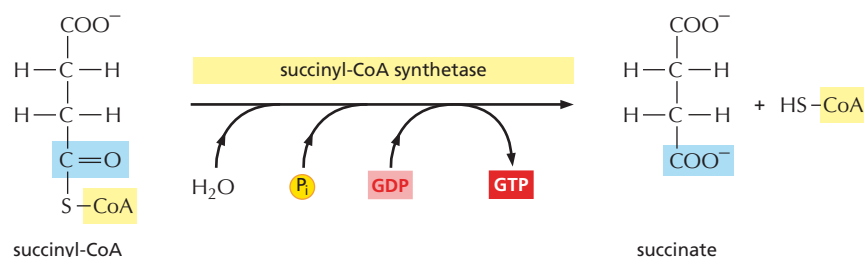 COO⁻
H—C—H
H—C—H
C=O
S—CoA
succinyl-CoA
succinyl-CoA synthetase
H₂O
Pᵢ
GDP
GTP
COO⁻
H—C—H
H—C—H
COO⁻
+ HS—CoA
succinate